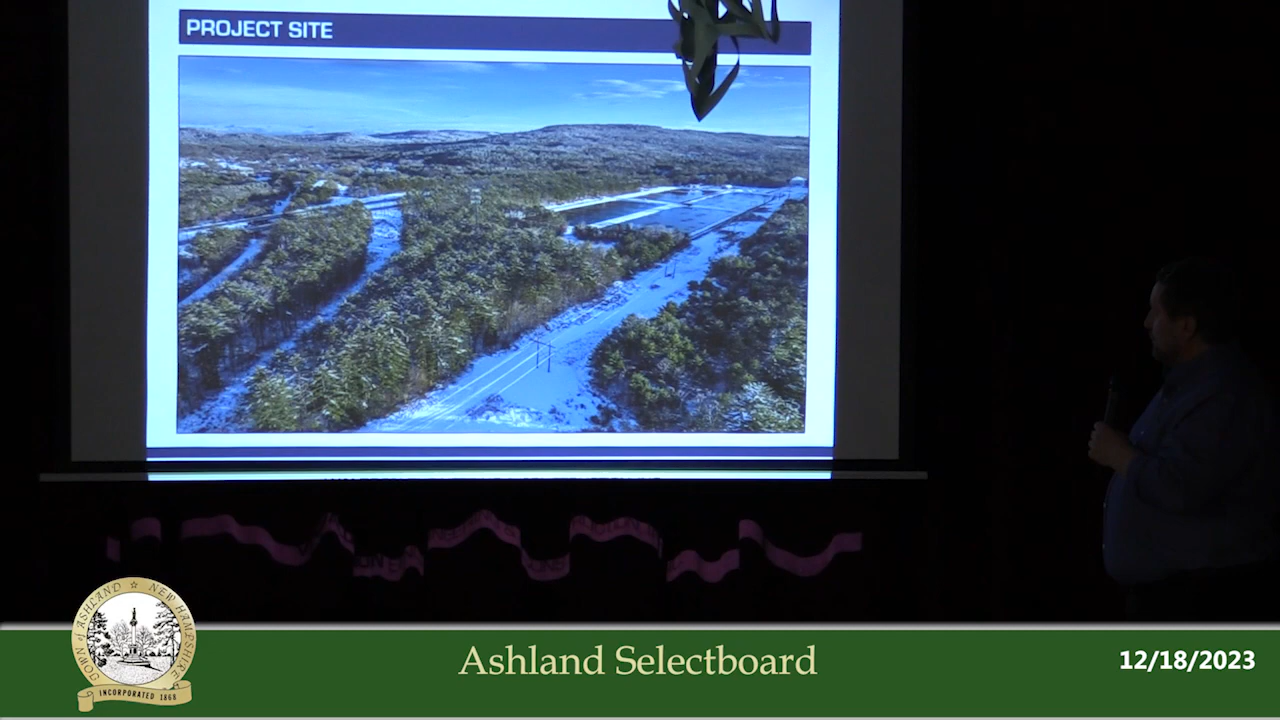 PROJECT SITE
TOWN of ASHLAND ☆ NEW HAMPSHIRE
INCORPORATED 1868
Ashland Selectboard
12/18/2023